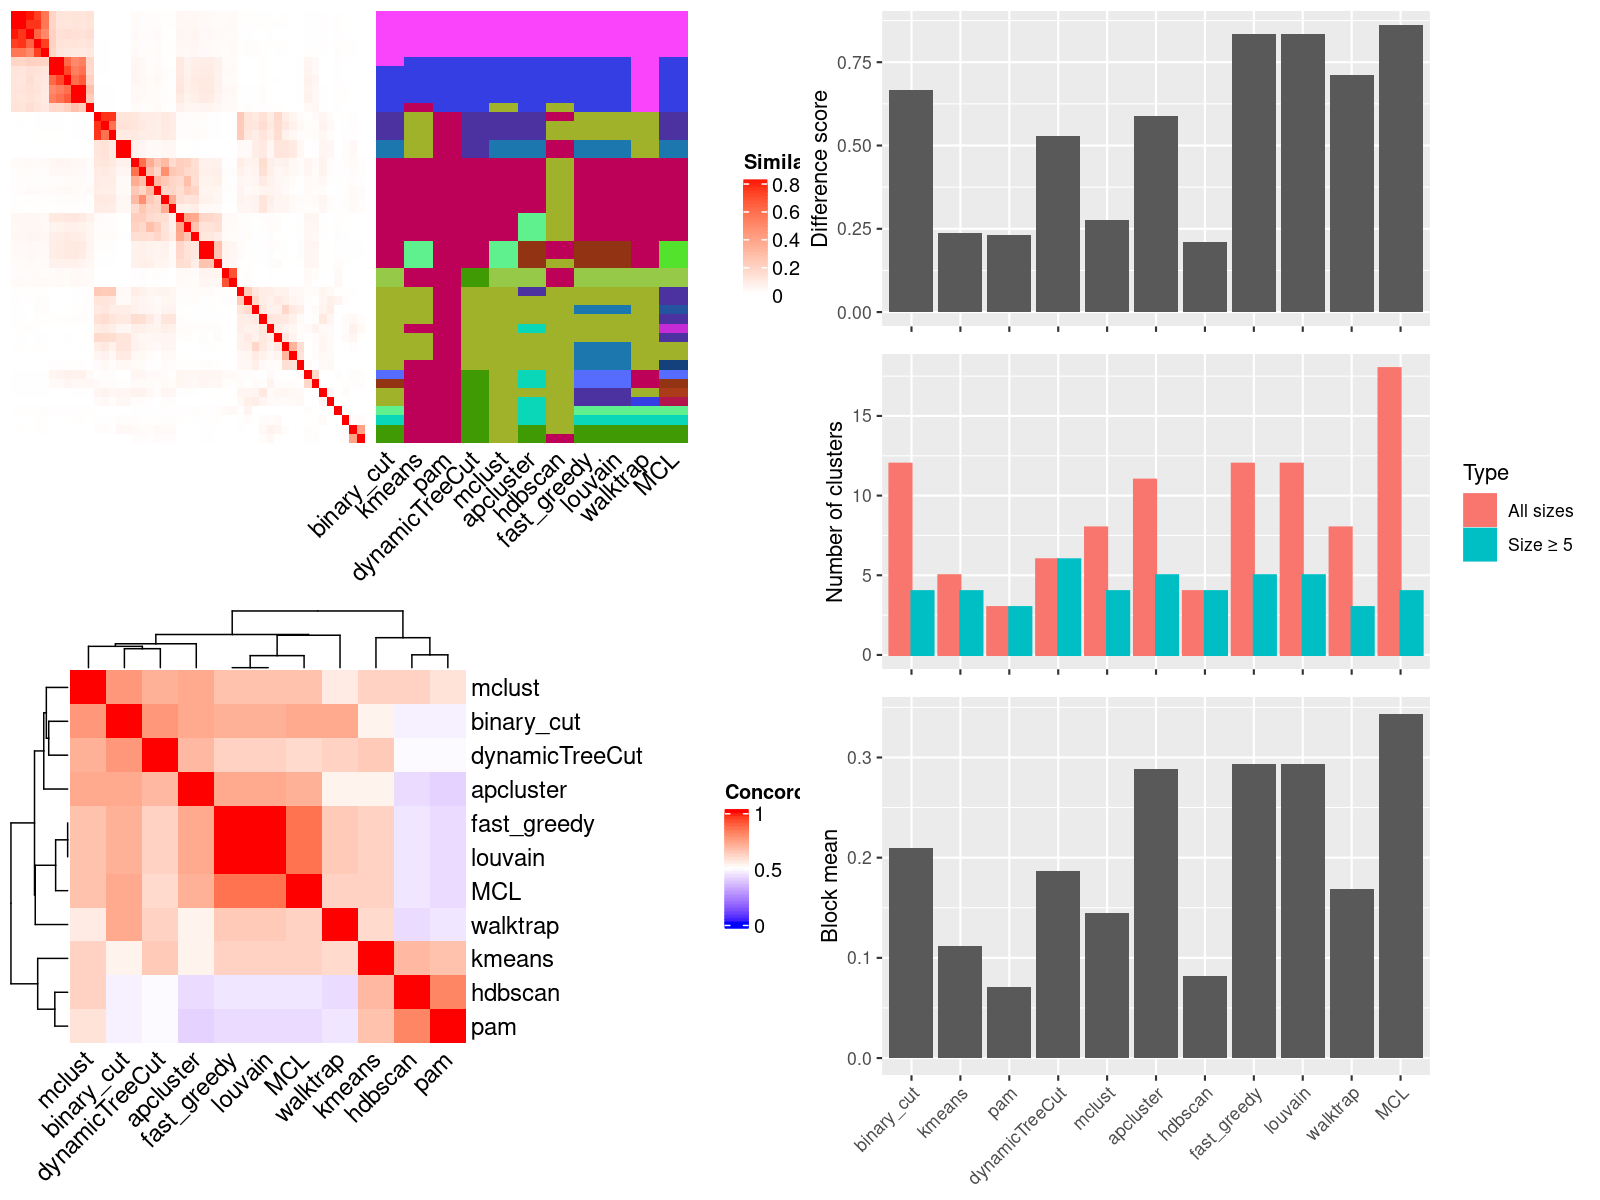 Simila
0.8
0.6
0.4
0.2
0
binary_cut
kmeans
pam
dynamicTreeCut
mclust
apcluster
hdbscan
fast_greedy
louvain
walktrap
MCL
Difference score
0.75
0.50
0.25
0.00
Number of clusters
15
10
5
0
Type
All sizes
Size ≥ 5
mclust
binary_cut
dynamicTreeCut
apcluster
fast_greedy
louvain
MCL
walktrap
kmeans
hdbscan
pam
mclust
binary_cut
dynamicTreeCut
apcluster
fast_greedy
louvain
MCL
walktrap
kmeans
hdbscan
pam
Concord
1
0.5
0
Block mean
0.3
0.2
0.1
0.0
binary_cut
kmeans
pam
dynamicTreeCut
mclust
apcluster
hdbscan
fast_greedy
louvain
walktrap
MCL